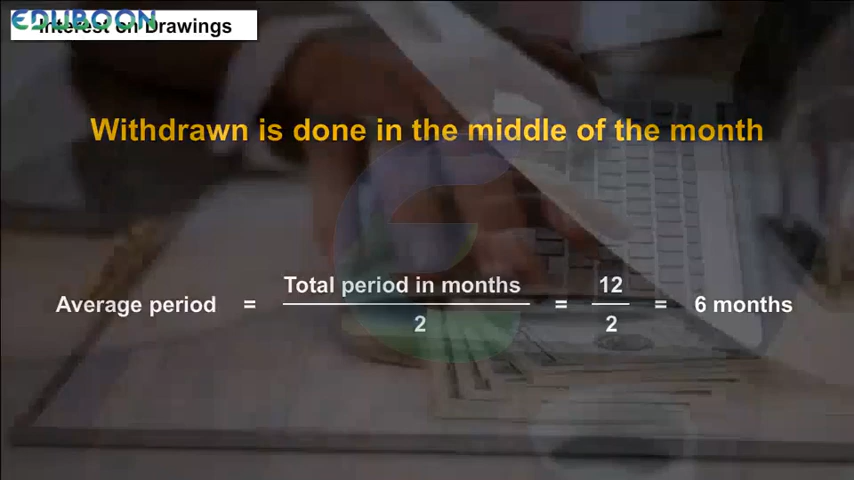 EDUBOON
Interest on Drawings
Withdrawn is done in the middle of the month
Average period = Total period in months / 2 = 12 / 2 = 6 months